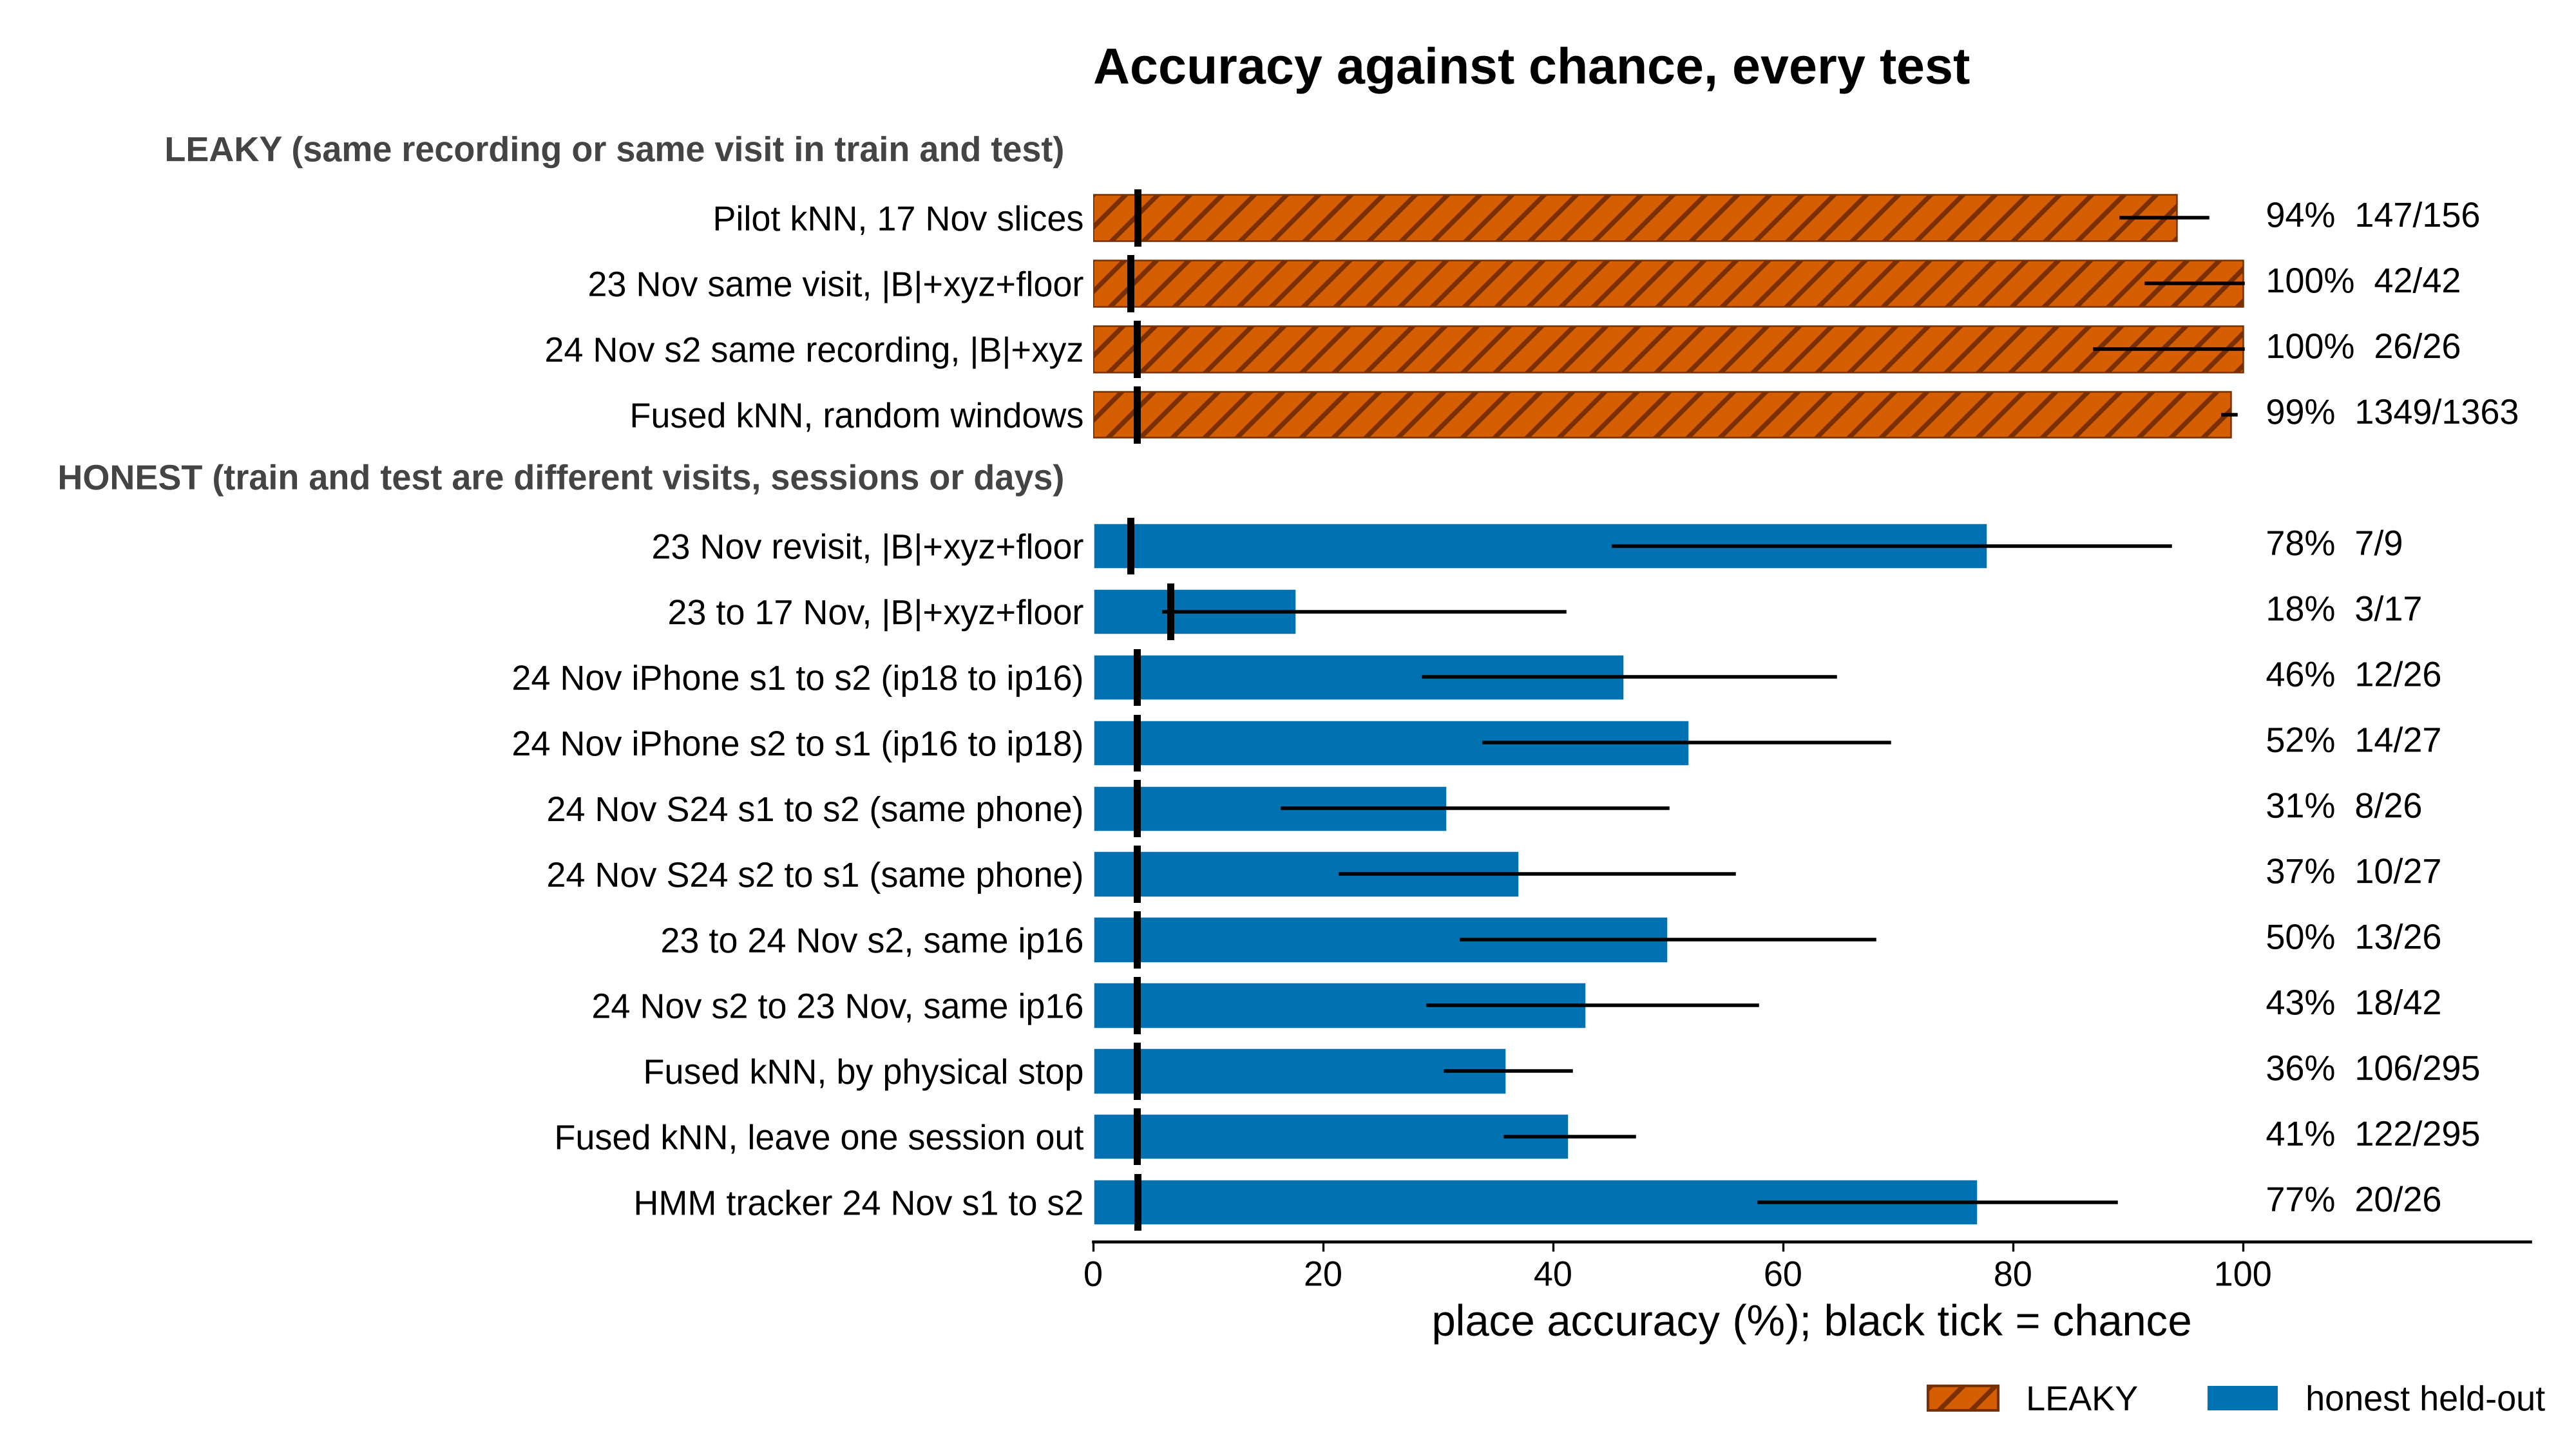 Accuracy against chance, every test
LEAKY (same recording or same visit in train and test)
Pilot kNN, 17 Nov slices 94% 147/156
23 Nov same visit, |B|+xyz+floor 100% 42/42
24 Nov s2 same recording, |B|+xyz 100% 26/26
Fused kNN, random windows 99% 1349/1363
HONEST (train and test are different visits, sessions or days)
23 Nov revisit, |B|+xyz+floor 78% 7/9
23 to 17 Nov, |B|+xyz+floor 18% 3/17
24 Nov iPhone s1 to s2 (ip18 to ip16) 46% 12/26
24 Nov iPhone s2 to s1 (ip16 to ip18) 52% 14/27
24 Nov S24 s1 to s2 (same phone) 31% 8/26
24 Nov S24 s2 to s1 (same phone) 37% 10/27
23 to 24 Nov s2, same ip16 50% 13/26
24 Nov s2 to 23 Nov, same ip16 43% 18/42
Fused kNN, by physical stop 36% 106/295
Fused kNN, leave one session out 41% 122/295
HMM tracker 24 Nov s1 to s2 77% 20/26
0 20 40 60 80 100
place accuracy (%); black tick = chance
LEAKY honest held-out